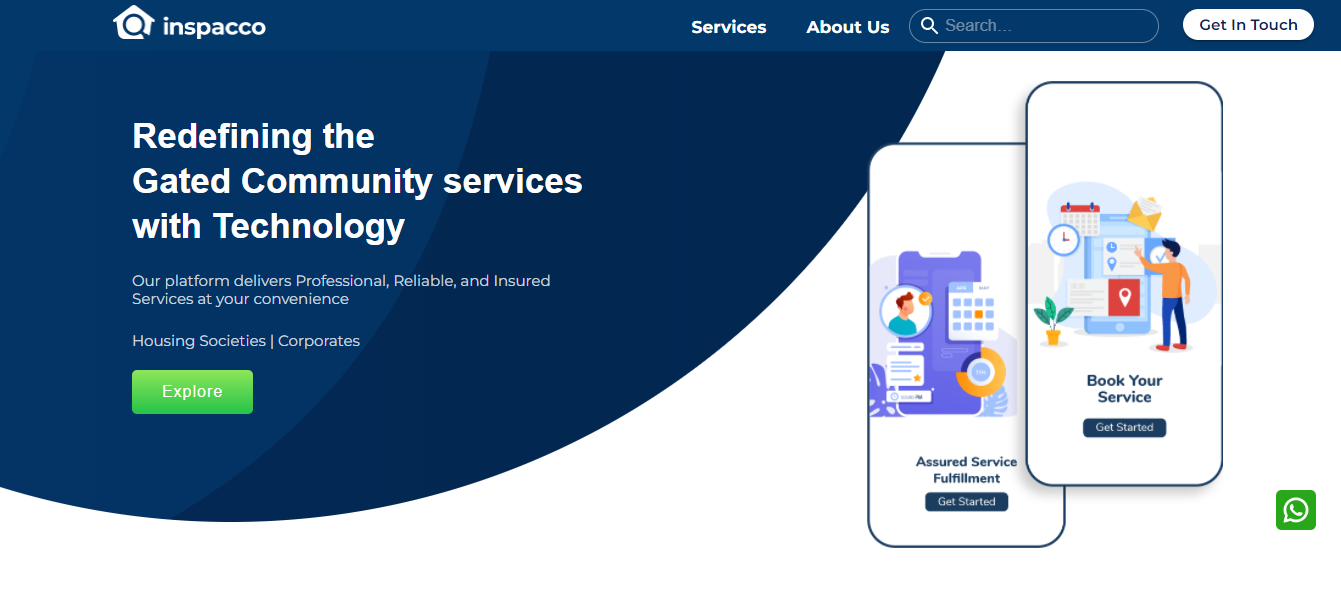 inspacco
Services
About Us
Search...
Get In Touch
Redefining the
Gated Community services
with Technology
Our platform delivers Professional, Reliable, and Insured
Services at your convenience
Housing Societies | Corporates
Explore
Assured Service
Fulfillment
Get Started
Book Your
Service
Get Started